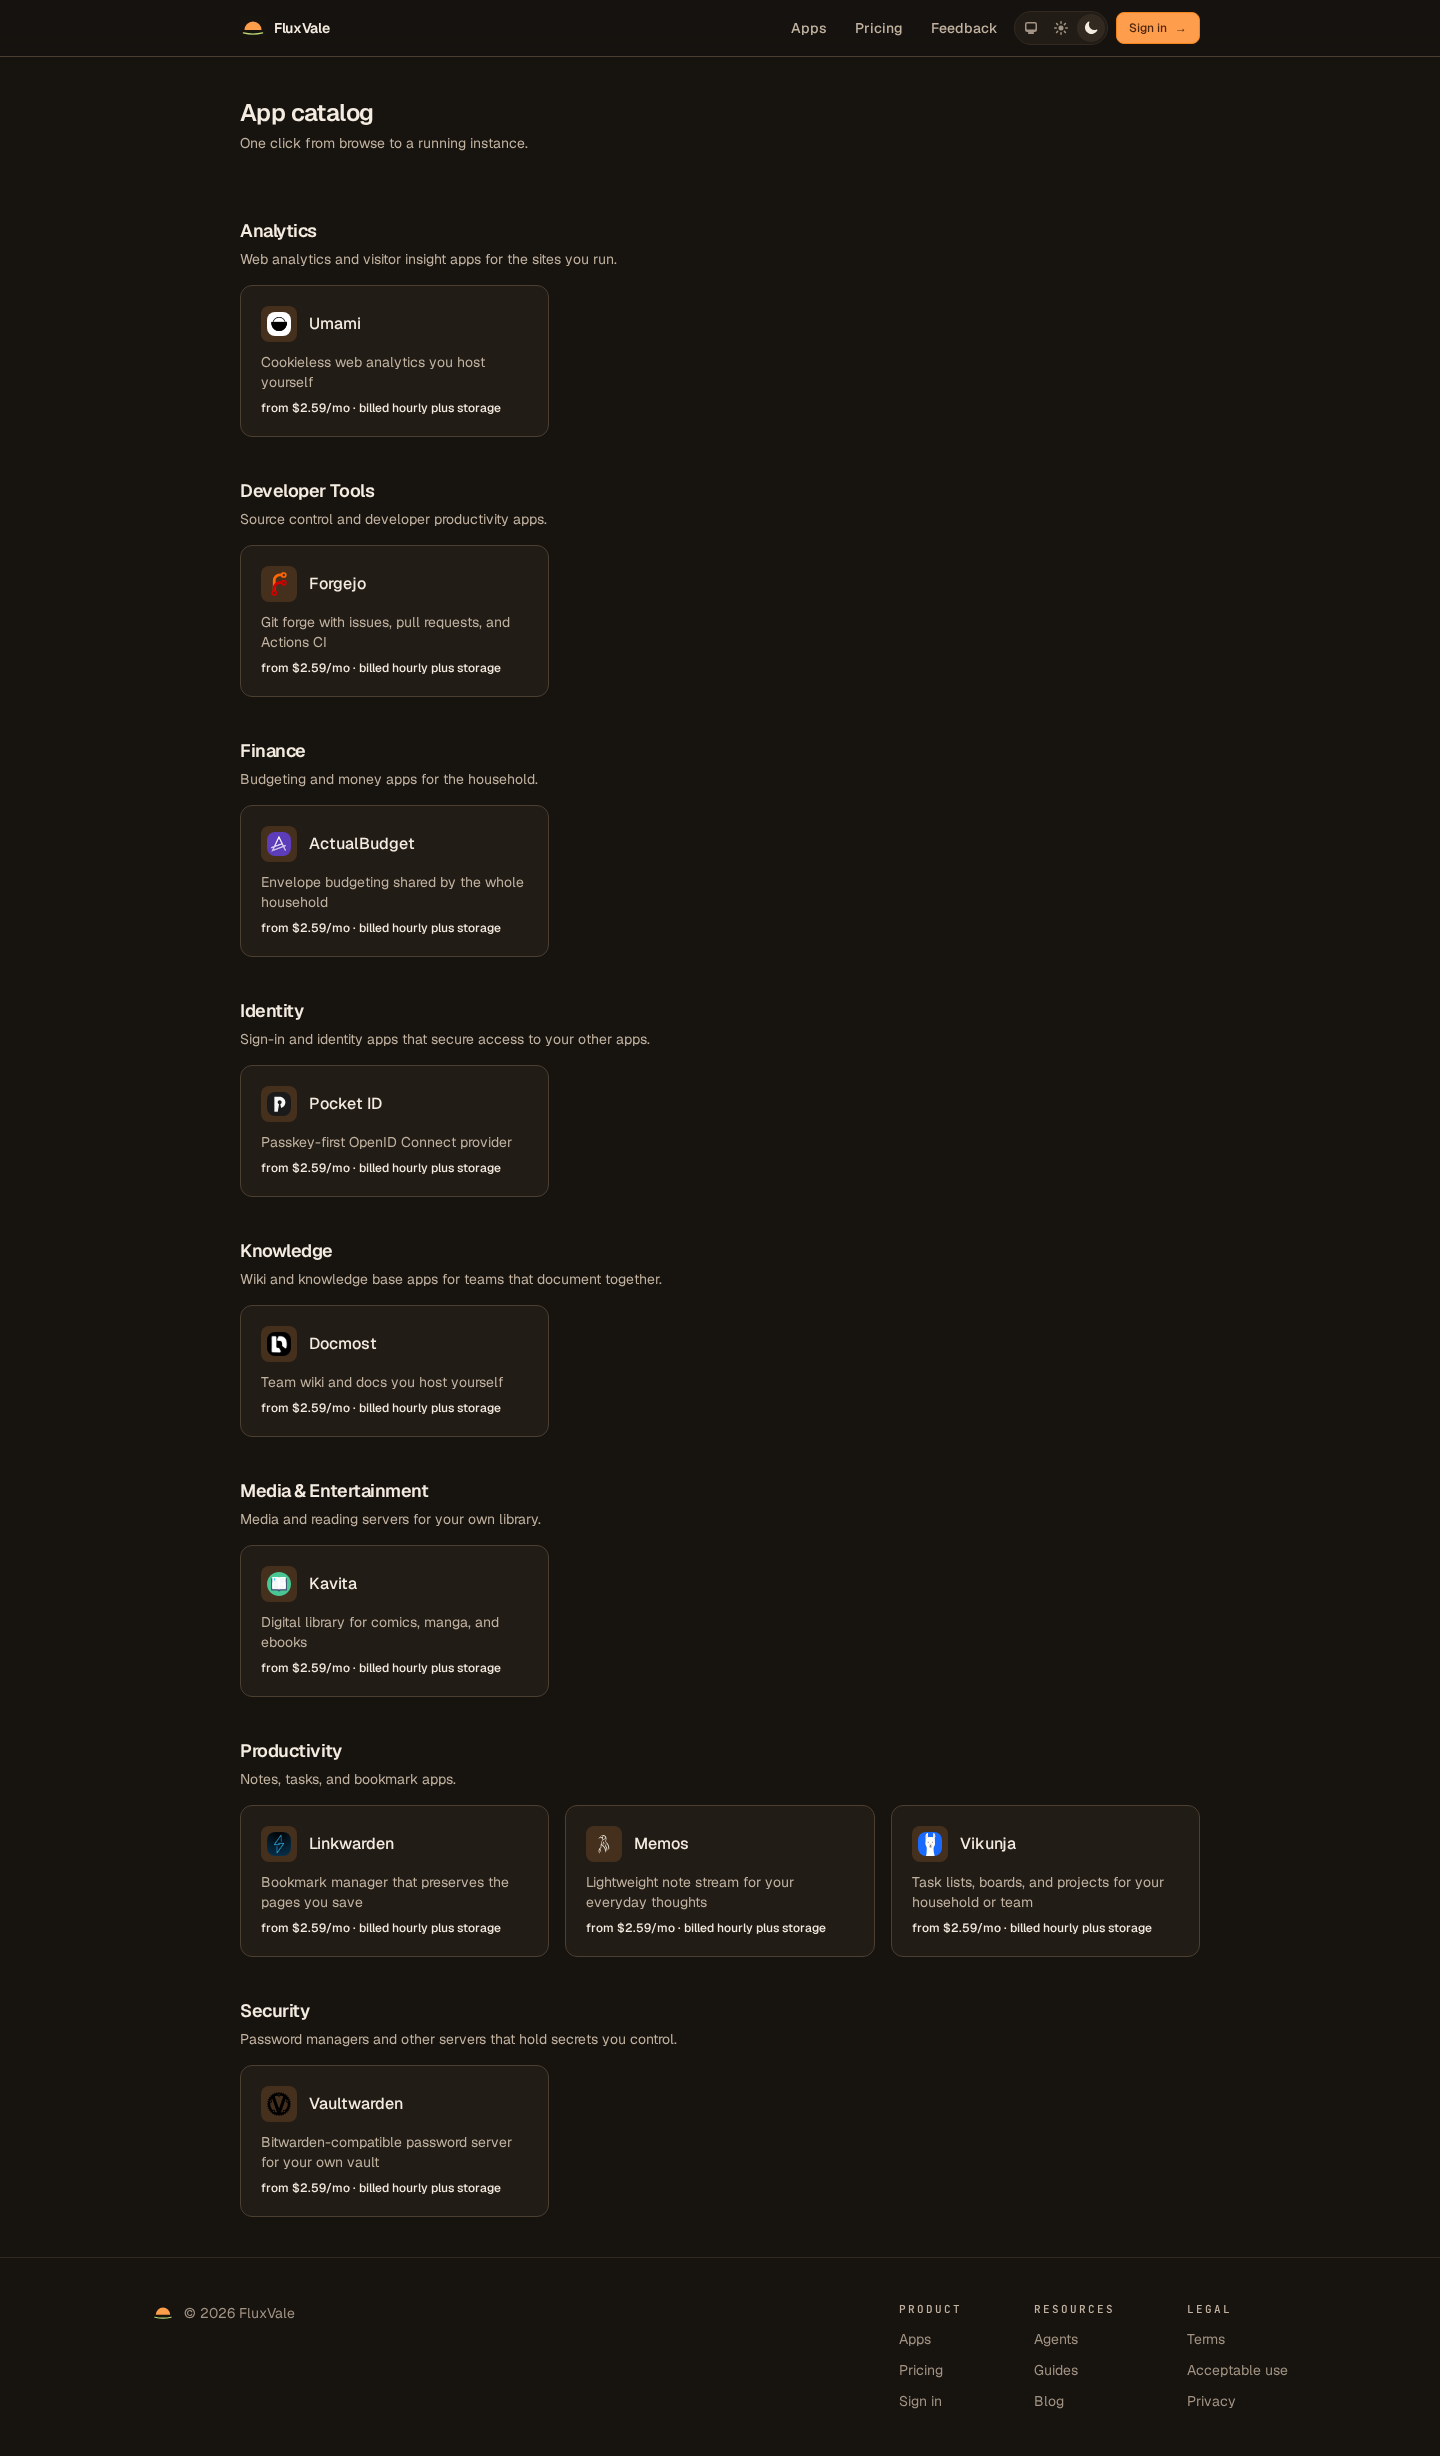 FluxVale
Apps
Pricing
Feedback
Sign in →
App catalog
One click from browse to a running instance.
Analytics
Web analytics and visitor insight apps for the sites you run.
Umami
Cookieless web analytics you host
yourself
from $2.59/mo · billed hourly plus storage
Developer Tools
Source control and developer productivity apps.
Forgejo
Git forge with issues, pull requests, and
Actions CI
from $2.59/mo · billed hourly plus storage
Finance
Budgeting and money apps for the household.
ActualBudget
Envelope budgeting shared by the whole
household
from $2.59/mo · billed hourly plus storage
Identity
Sign-in and identity apps that secure access to your other apps.
Pocket ID
Passkey-first OpenID Connect provider
from $2.59/mo · billed hourly plus storage
Knowledge
Wiki and knowledge base apps for teams that document together.
Docmost
Team wiki and docs you host yourself
from $2.59/mo · billed hourly plus storage
Media & Entertainment
Media and reading servers for your own library.
Kavita
Digital library for comics, manga, and
ebooks
from $2.59/mo · billed hourly plus storage
Productivity
Notes, tasks, and bookmark apps.
Linkwarden
Bookmark manager that preserves the
pages you save
from $2.59/mo · billed hourly plus storage
Memos
Lightweight note stream for your
everyday thoughts
from $2.59/mo · billed hourly plus storage
Vikunja
Task lists, boards, and projects for your
household or team
from $2.59/mo · billed hourly plus storage
Security
Password managers and other servers that hold secrets you control.
Vaultwarden
Bitwarden-compatible password server
for your own vault
from $2.59/mo · billed hourly plus storage
© 2026 FluxVale
PRODUCT
Apps
Pricing
Sign in
RESOURCES
Agents
Guides
Blog
LEGAL
Terms
Acceptable use
Privacy